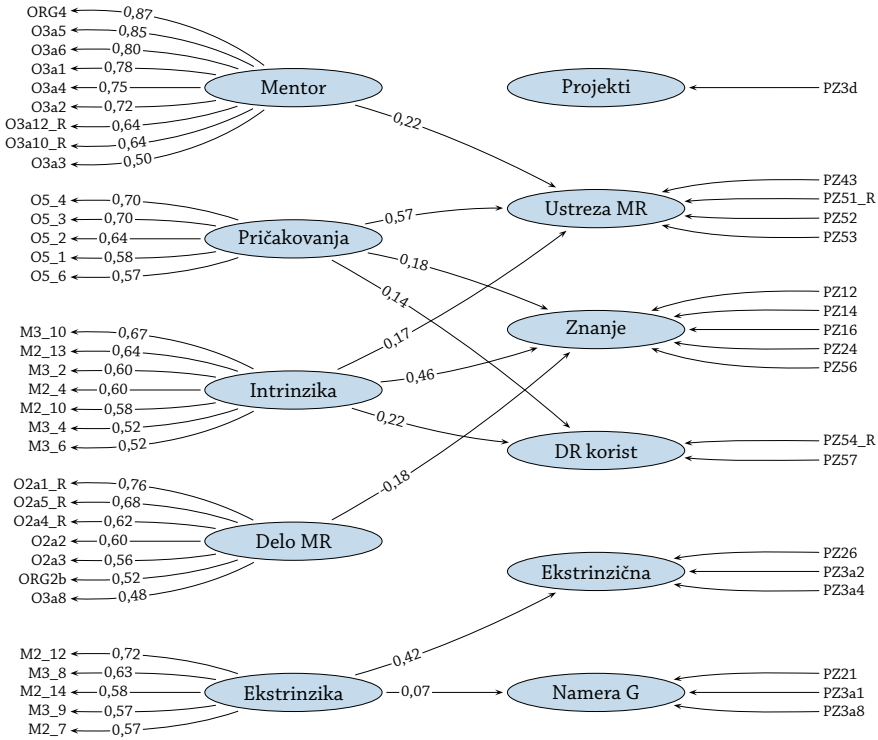 ORG4 0,87
O3a5 0,85
O3a6 0,80
O3a1 0,78
O3a4 0,75
O3a2 0,72
O3a12_R 0,64
O3a10_R 0,64
O3a3 0,50
Mentor
0,22
Projekti
PZ3d
O5_4 0,70
O5_3 0,70
O5_2 0,64
O5_1 0,58
O5_6 0,57
Pričakovanja
0,57
0,18
0,14
Ustreza MR
PZ43
PZ51_R
PZ52
PZ53
M3_10 0,67
M2_13 0,64
M3_2 0,60
M2_4 0,60
M2_10 0,58
M3_4 0,52
M3_6 0,52
Intrinzika
0,17
0,46
0,22
Znanje
PZ12
PZ14
PZ16
PZ24
PZ56
DR korist
PZ54_R
PZ57
O2a1_R 0,76
O2a5_R 0,68
O2a4_R 0,62
O2a2 0,60
O2a3 0,56
ORG2b 0,52
O3a8 0,48
Delo MR
-0,18
Ekstrinzična
PZ26
PZ3a2
PZ3a4
M2_12 0,72
M3_8 0,63
M2_14 0,58
M3_9 0,57
M2_7 0,57
Ekstrinzika
0,42
0,07
Namera G
PZ21
PZ3a1
PZ3a8